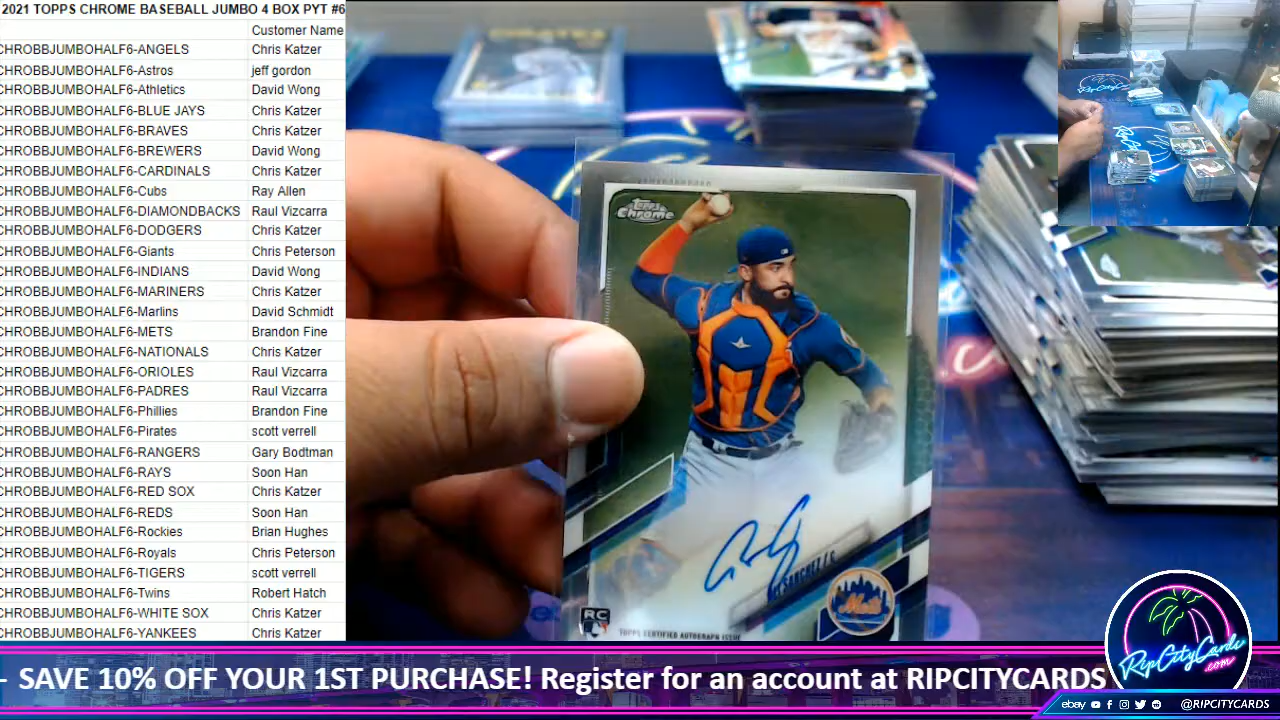 2021 TOPPS CHROME BASEBALL JUMBO 4 BOX PYT #6
Customer Name
CHROBBJUMBOHALF6-ANGELS Chris Katzer
CHROBBJUMBOHALF6-Astros jeff gordon
CHROBBJUMBOHALF6-Athletics David Wong
CHROBBJUMBOHALF6-BLUE JAYS Chris Katzer
CHROBBJUMBOHALF6-BRAVES Chris Katzer
CHROBBJUMBOHALF6-BREWERS David Wong
CHROBBJUMBOHALF6-CARDINALS Chris Katzer
CHROBBJUMBOHALF6-Cubs Ray Allen
CHROBBJUMBOHALF6-DIAMONDBACKS Raul Vizcarra
CHROBBJUMBOHALF6-DODGERS Chris Katzer
CHROBBJUMBOHALF6-Giants Chris Peterson
CHROBBJUMBOHALF6-INDIANS David Wong
CHROBBJUMBOHALF6-MARINERS Chris Katzer
CHROBBJUMBOHALF6-Marlins David Schmidt
CHROBBJUMBOHALF6-METS Brandon Fine
CHROBBJUMBOHALF6-NATIONALS Chris Katzer
CHROBBJUMBOHALF6-ORIOLES Raul Vizcarra
CHROBBJUMBOHALF6-PADRES Raul Vizcarra
CHROBBJUMBOHALF6-Phillies Brandon Fine
CHROBBJUMBOHALF6-Pirates scott verrell
CHROBBJUMBOHALF6-RANGERS Gary Bodtman
CHROBBJUMBOHALF6-RAYS Soon Han
CHROBBJUMBOHALF6-RED SOX Chris Katzer
CHROBBJUMBOHALF6-REDS Soon Han
CHROBBJUMBOHALF6-Rockies Brian Hughes
CHROBBJUMBOHALF6-Royals Chris Peterson
CHROBBJUMBOHALF6-TIGERS scott verrell
CHROBBJUMBOHALF6-Twins Robert Hatch
CHROBBJUMBOHALF6-WHITE SOX Chris Katzer
CHROBBJUMBOHALF6-YANKEES Chris Katzer
PIRATES
Topps Chrome
Mets
RC
TOPPS CERTIFIED AUTOGRAPH ISSUE
RipCityCards.com
- SAVE 10% OFF YOUR 1ST PURCHASE! Register for an account at RIPCITYCARDS
ebay @RIPCITYCARDS